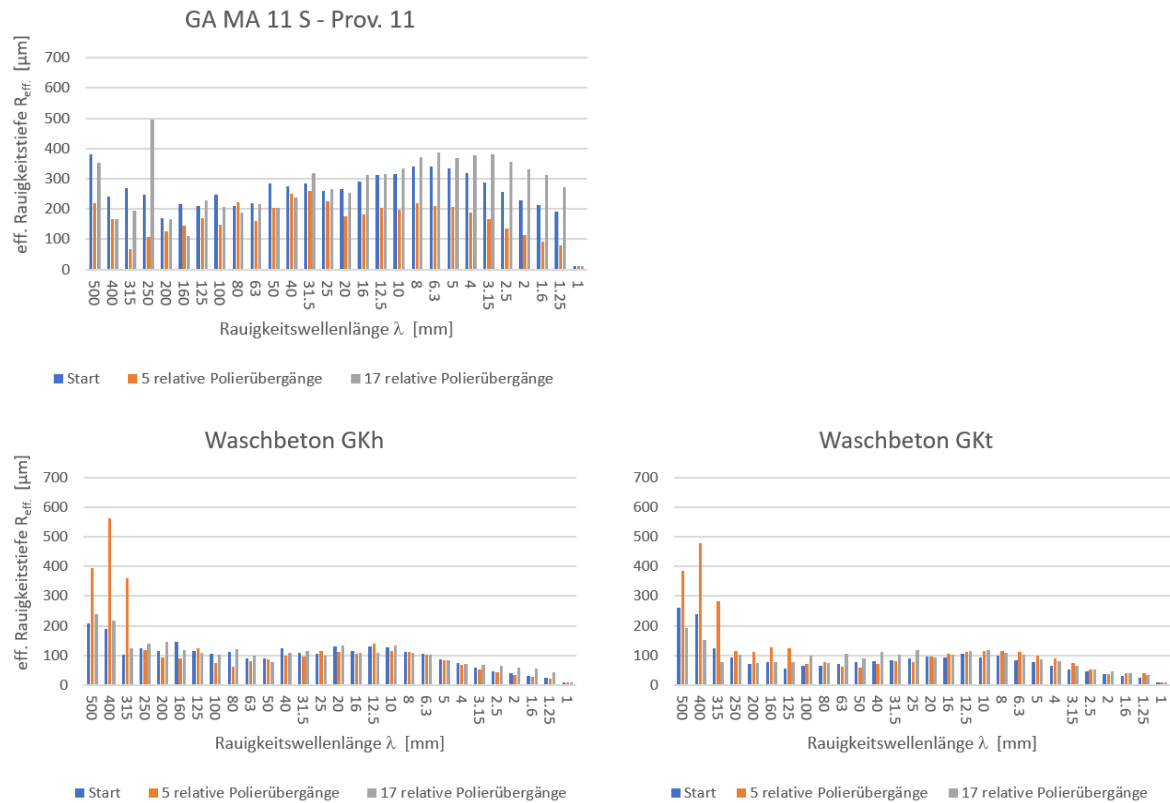 GA MA 11 S - Prov. 11
eff. Rauigkeitstiefe Reff. [µm]
700
600
500
400
300
200
100
0
500 400 315 250 200 160 125 100 80 63 50 40 31.5 25 20 16 12.5 10 8 6.3 5 4 3.15 2.5 2 1.6 1.25 1
Rauigkeitswellenlänge λ [mm]
Start 5 relative Polierübergänge 17 relative Polierübergänge
Waschbeton GKh
eff. Rauigkeitstiefe Reff. [µm]
700
600
500
400
300
200
100
0
500 400 315 250 200 160 125 100 80 63 50 40 31.5 25 20 16 12.5 10 8 6.3 5 4 3.15 2.5 2 1.6 1.25 1
Rauigkeitswellenlänge λ [mm]
Start 5 relative Polierübergänge 17 relative Polierübergänge
Waschbeton GKt
eff. Rauigkeitstiefe Reff. [µm]
700
600
500
400
300
200
100
0
500 400 315 250 200 160 125 100 80 63 50 40 31.5 25 20 16 12.5 10 8 6.3 5 4 3.15 2.5 2 1.6 1.25 1
Rauigkeitswellenlänge λ [mm]
Start 5 relative Polierübergänge 17 relative Polierübergänge